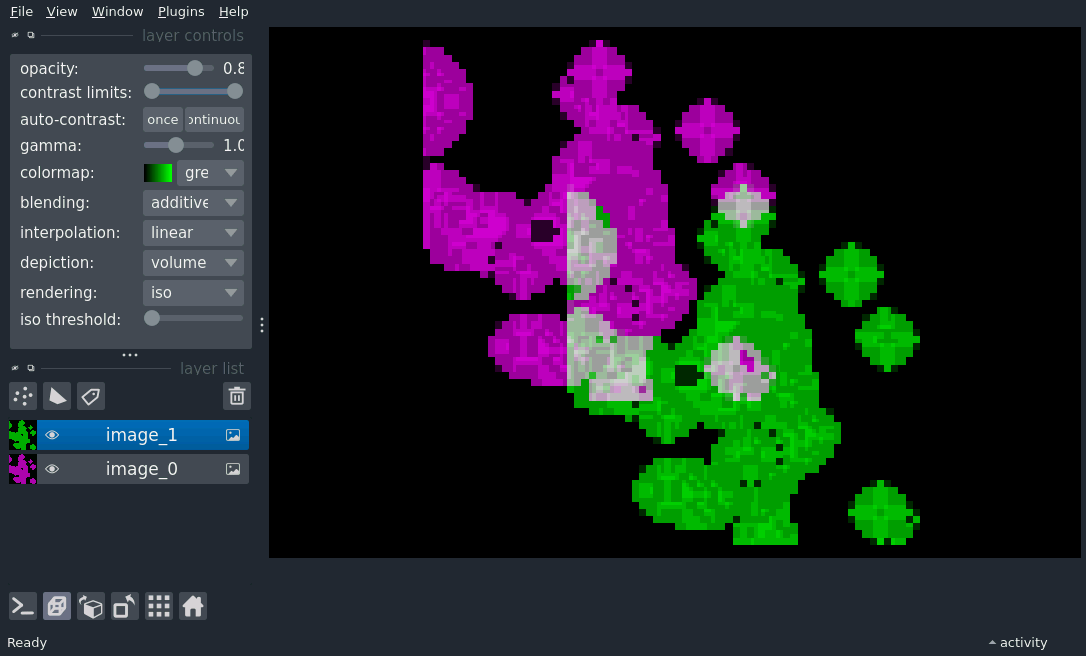 File View Window Plugins Help
layer controls
opacity: 0.8
contrast limits:
auto-contrast: once ontinuou
gamma: 1.0
colormap: gre
blending: additive
interpolation: linear
depiction: volume
rendering: iso
iso threshold:
layer list
image_1
image_0
Ready activity